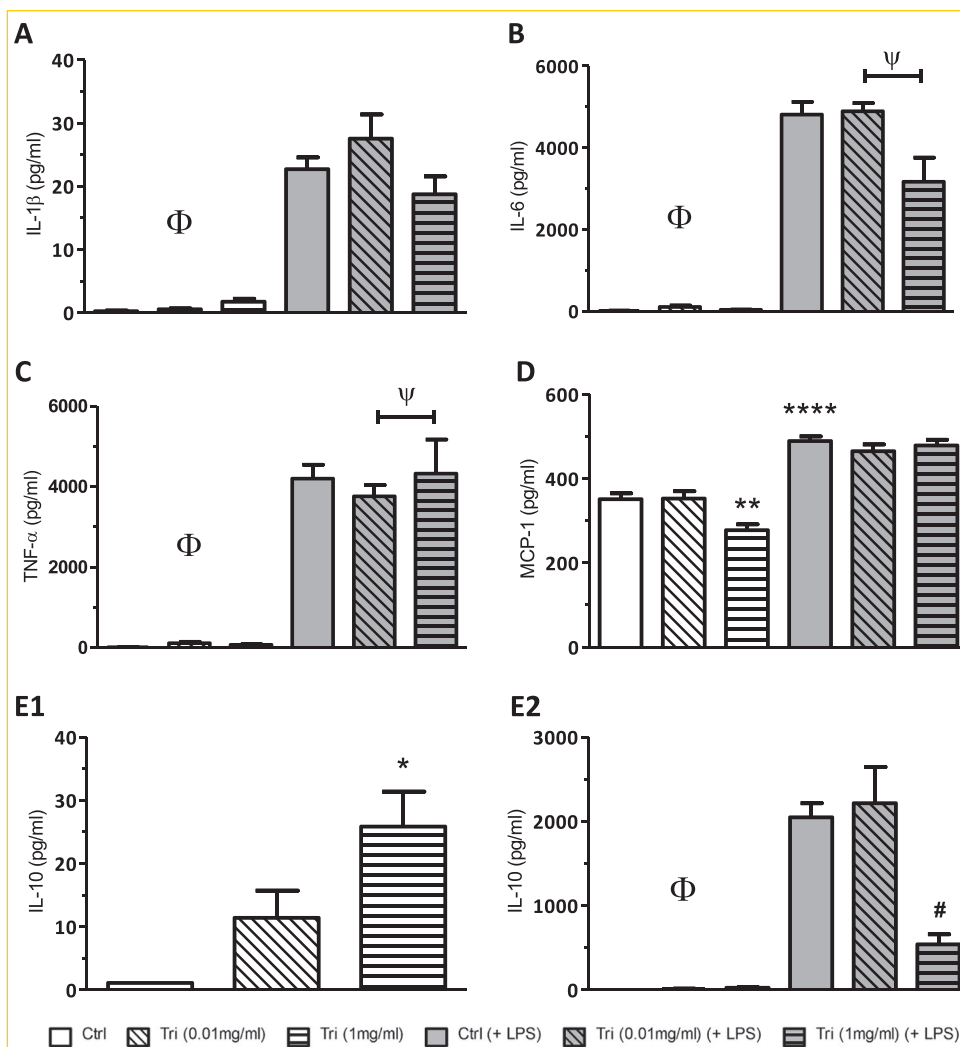 A
B
IL-1β (pg/ml)
40
30
20
10
0
Φ
IL-6 (pg/ml)
6000
4000
2000
0
Φ
ψ
C
D
TNF-α (pg/ml)
6000
4000
2000
0
Φ
ψ
MCP-1 (pg/ml)
600
400
200
0
**
****
E1
E2
IL-10 (pg/ml)
40
30
20
10
0
*
IL-10 (pg/ml)
3000
2000
1000
0
Φ
#
Ctrl Tri (0.01mg/ml) Tri (1mg/ml) Ctrl (+ LPS) Tri (0.01mg/ml) (+ LPS) Tri (1mg/ml) (+ LPS)